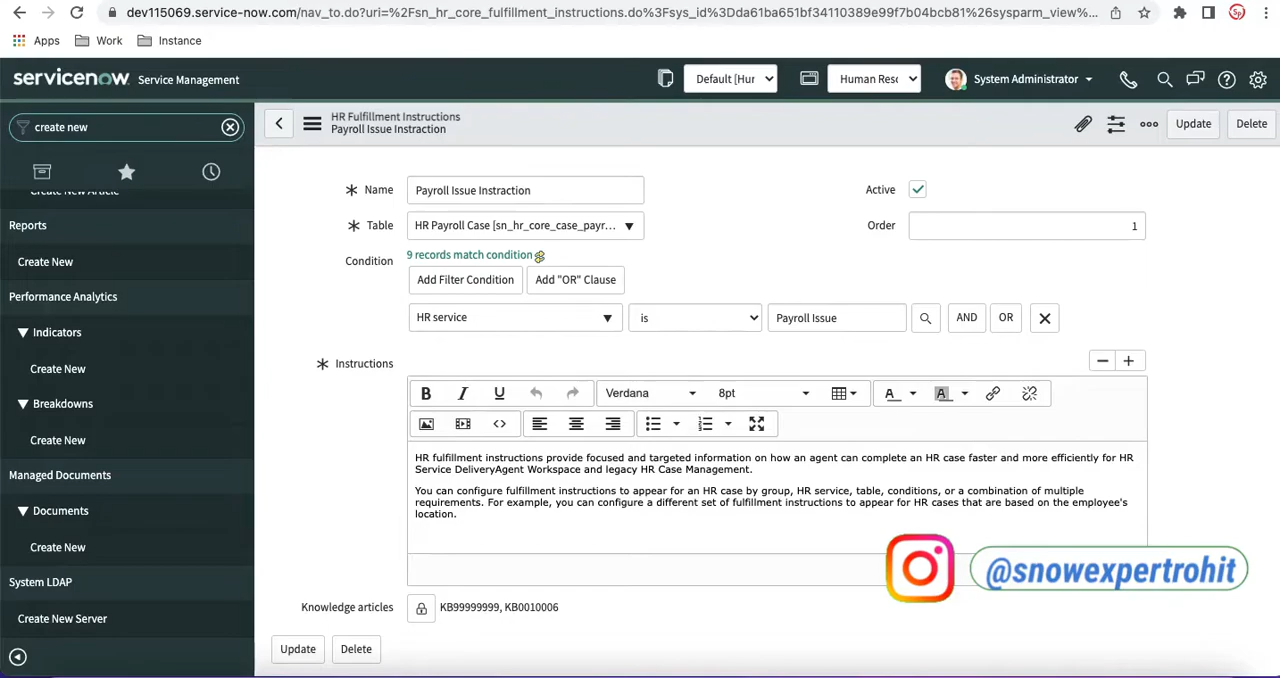 dev115069.service-now.com/nav_to.do?uri=%2Fsn_hr_core_fulfillment_instructions.do%3Fsys_id%3Dda61ba651bf34110389e99f7b04bcb81%26sysparm_view%...
Sp
Apps Work Instance
servicenow. Service Management
Default [Hur Human Rese System Administrator
create new
HR Fulfillment Instructions
Payroll Issue Instraction
Update Delete
Create New Article
Reports
Create New
Performance Analytics
Indicators
Create New
Breakdowns
Create New
Managed Documents
Documents
Create New
System LDAP
Create New Server
Name Payroll Issue Instraction Active
Table HR Payroll Case [sn_hr_core_case_payr... Order 1
Condition 9 records match condition
Add Filter Condition Add "OR" Clause
HR service is Payroll Issue AND OR
Instructions
B I U Verdana 8pt A A
HR fulfillment instructions provide focused and targeted information on how an agent can complete an HR case faster and more efficiently for HR
Service DeliveryAgent Workspace and legacy HR Case Management.
You can configure fulfillment instructions to appear for an HR case by group, HR service, table, conditions, or a combination of multiple
requirements. For example, you can configure a different set of fulfillment instructions to appear for HR cases that are based on the employee's
location.
@snowexpertrohit
Knowledge articles KB99999999, KB0010006
Update Delete